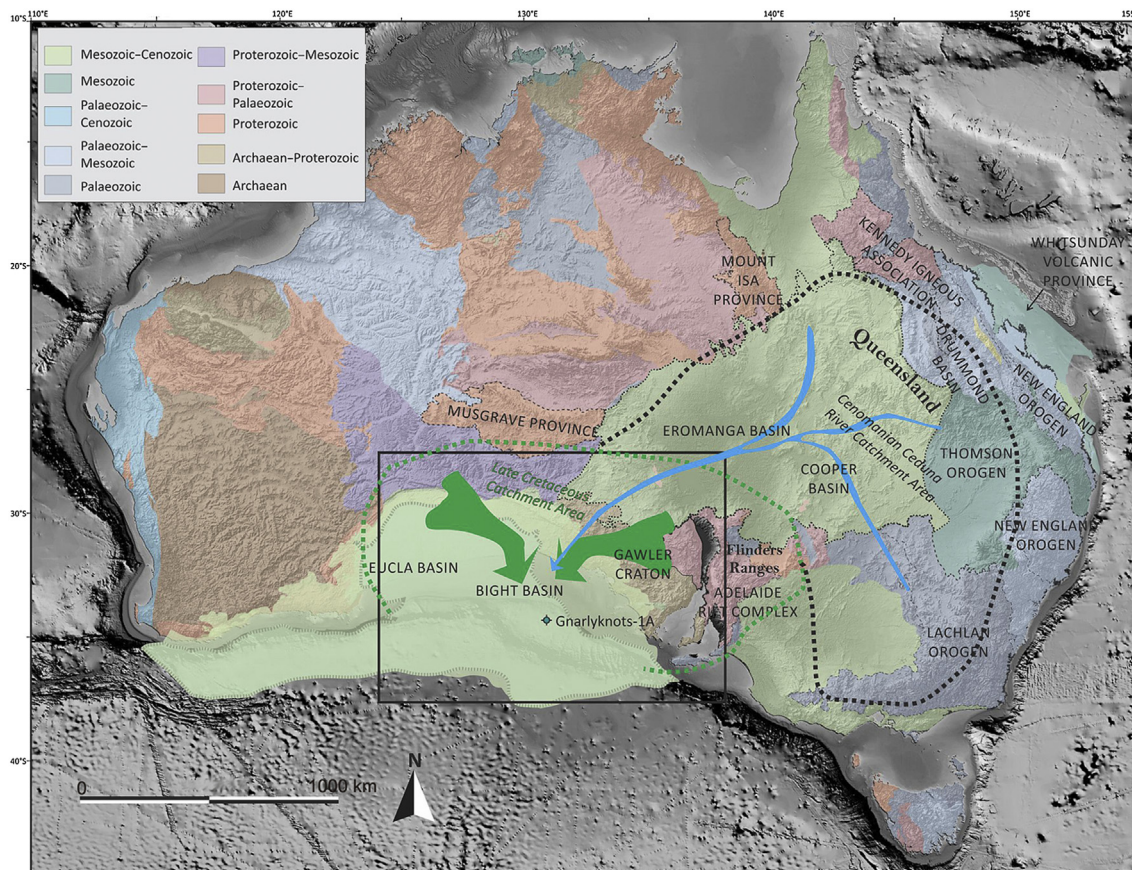 110°E
120°E
130°E
140°E
150°E
10°S
20°S
30°S
40°S
Mesozoic–Cenozoic
Mesozoic
Palaeozoic–
Cenozoic
Palaeozoic–
Mesozoic
Palaeozoic
Proterozoic–Mesozoic
Proterozoic–
Palaeozoic
Proterozoic
Archaean–Proterozoic
Archaean
KENNEDY IGNEOUS
ASSOCIATION
WHITSUNDAY
VOLCANIC
PROVINCE
MOUNT
ISA
PROVINCE
Queensland
DRUMMOND
BASIN
NEW ENGLAND
OROGEN
MUSGRAVE PROVINCE
EROMANGA BASIN
Cenomanian Ceduna
River Catchment Area
THOMSON
OROGEN
COOPER
BASIN
Late Cretaceous
Catchment Area
NEW ENGLAND
OROGEN
EUCLA BASIN
BIGHT BASIN
GAWLER
CRATON
Flinders
Ranges
ADELAIDE
RIFT COMPLEX
Gnarlyknots-1A
LACHLAN
OROGEN
N
0
1000 km